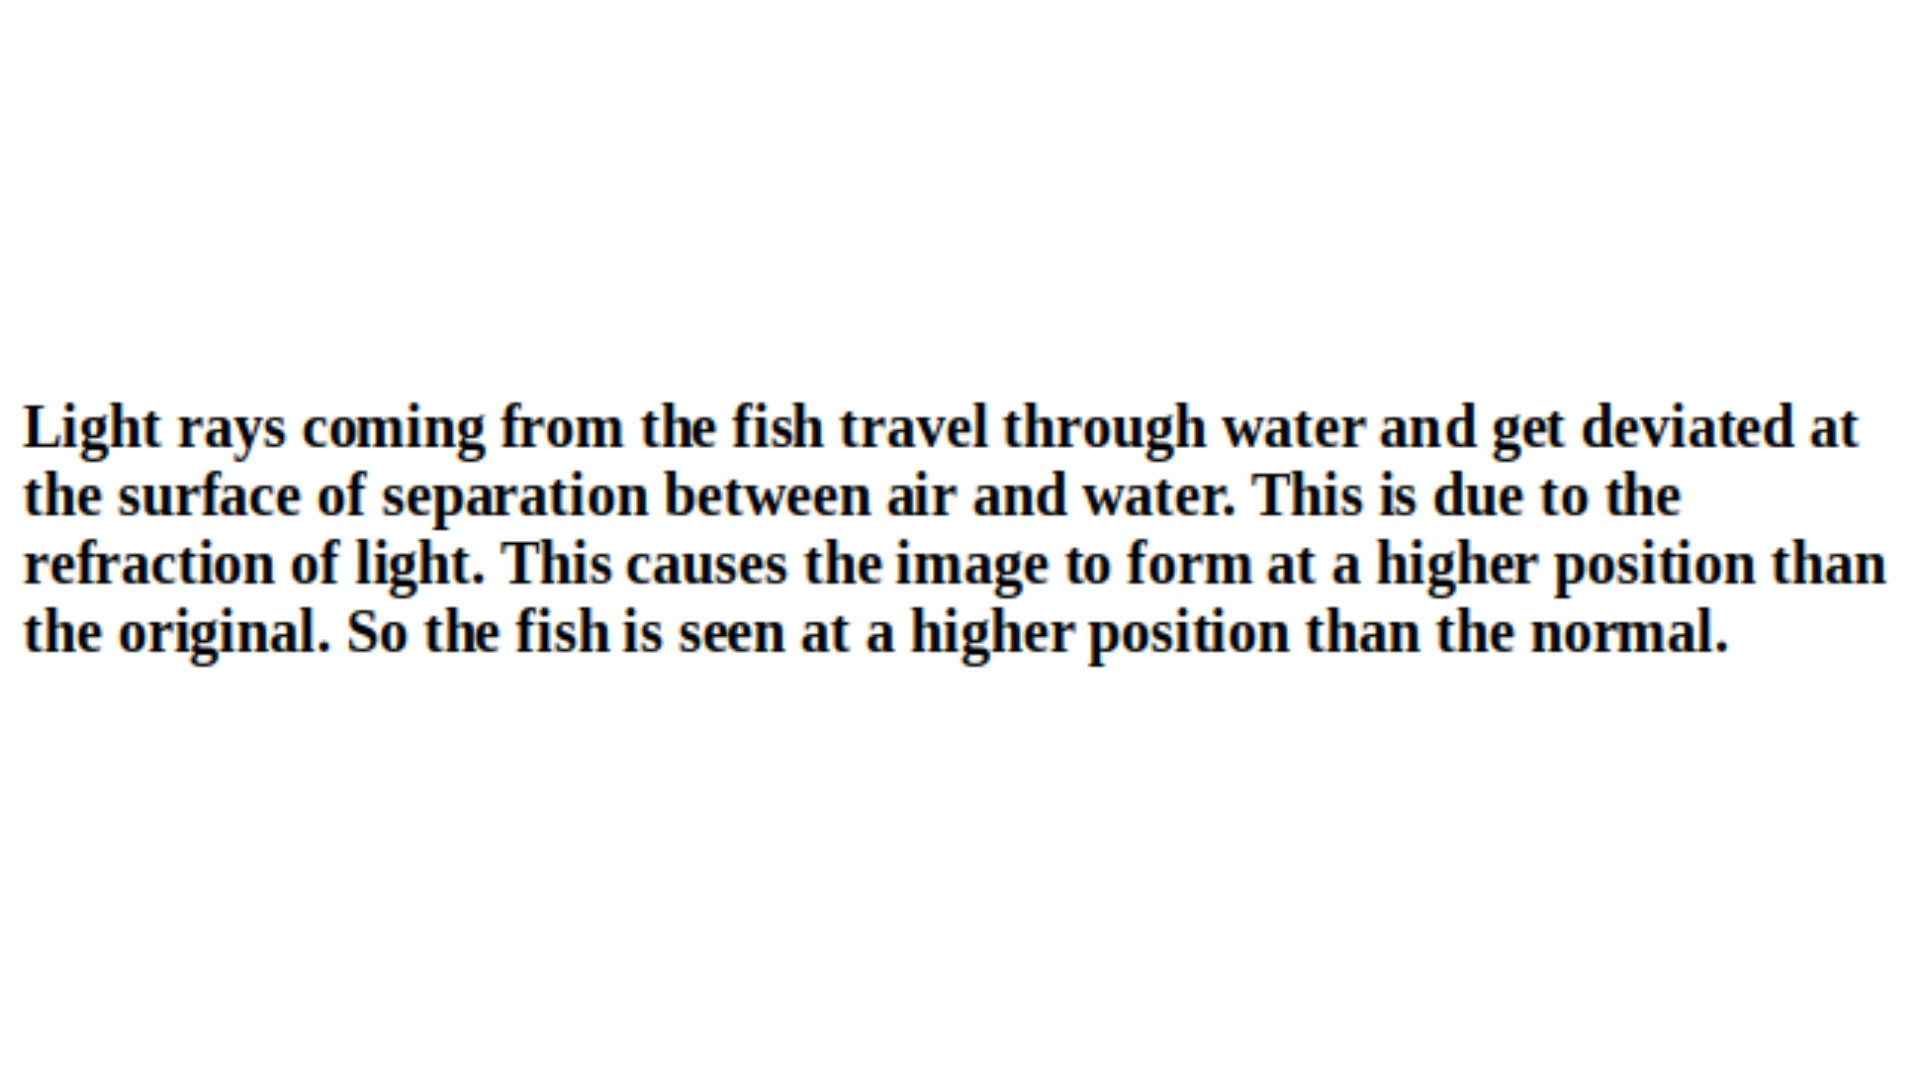 Light rays coming from the fish travel through water and get deviated at
the surface of separation between air and water. This is due to the
refraction of light. This causes the image to form at a higher position than
the original. So the fish is seen at a higher position than the normal.